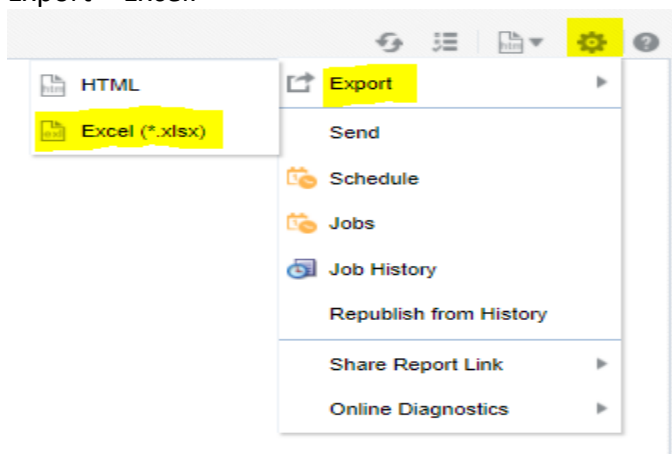 HTML
Excel (*.xlsx)
Export
Send
Schedule
Jobs
Job History
Republish from History
Share Report Link
Online Diagnostics